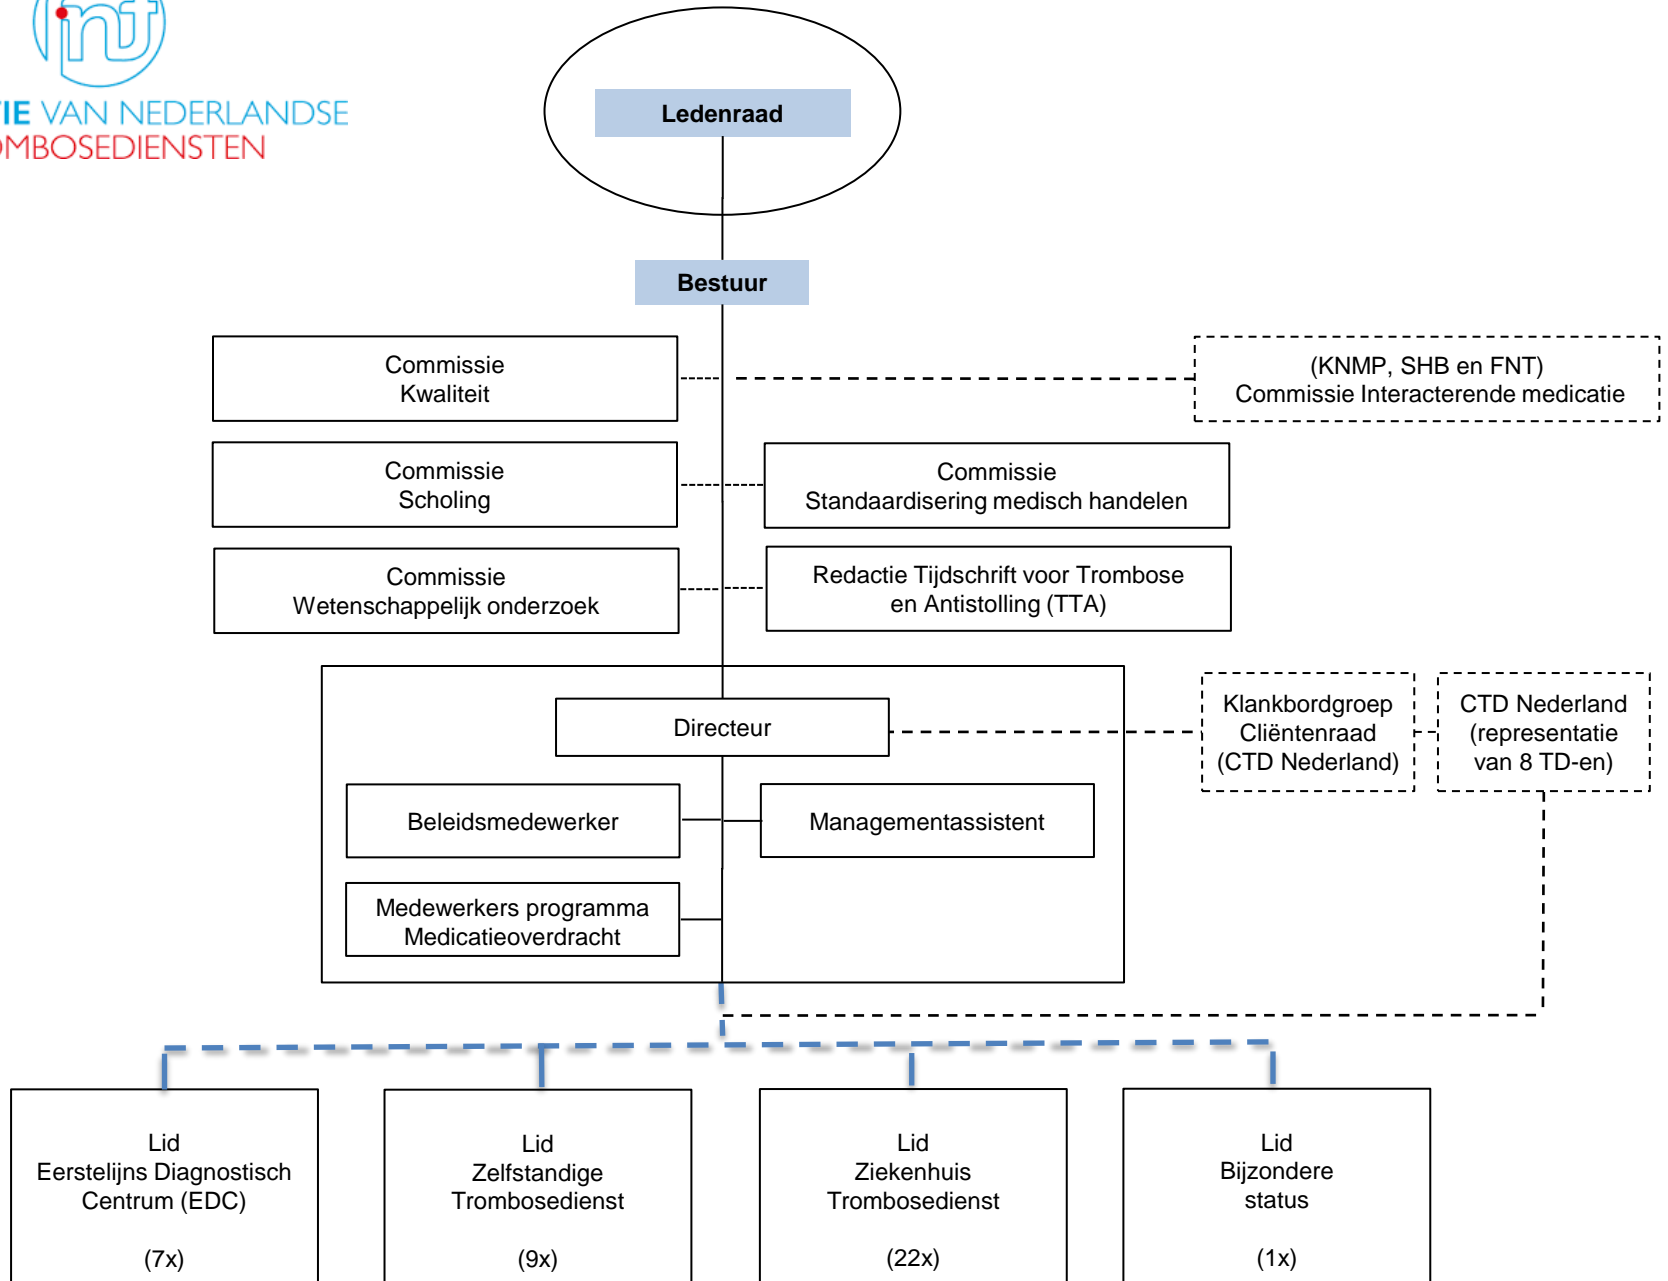 VAN NEDERLANDSE
Ledenraad
Bestuur
Commissie
Kwaliteit
(KNMP, SHB en FNT)
Commissie Interacterende medicatie
Commissie
Scholing
Commissie
Standaardisering medisch handelen
Commissie
Wetenschappelijk onderzoek
Redactie Tijdschrift voor Trombose
en Antistolling (TTA)
Directeur
Klankbordgroep
Cliëntenraad
(CTD Nederland)
CTD Nederland
(representatie
van 8 TD-en)
Beleidsmedewerker
Managementassistent
Medewerkers programma
Medicatieoverdracht
Lid
Eerstelijns Diagnostisch
Centrum (EDC)
(7x)
Lid
Zelfstandige
Trombosedienst
(9x)
Lid
Ziekenhuis
Trombosedienst
(22x)
Lid
Bijzondere
status
(1x)